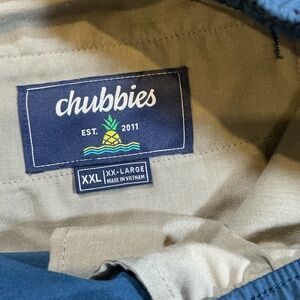 chubbies
EST. 2011
XXL XX-LARGE
MADE IN VIETNAM